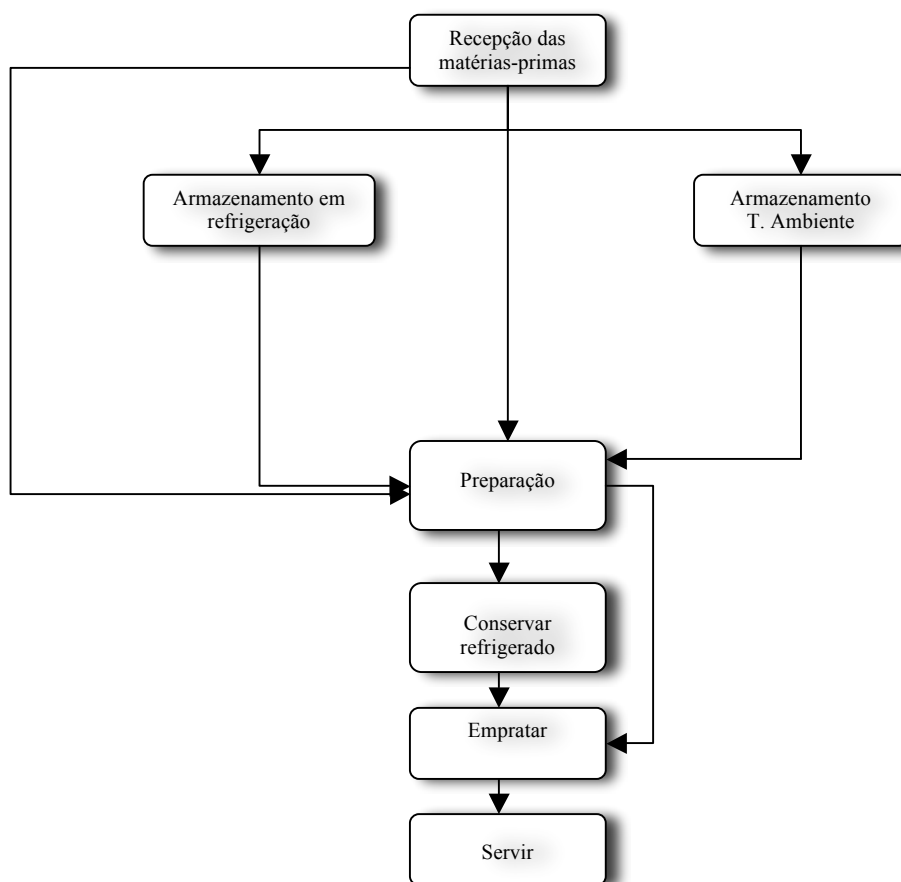 Recepção das
matérias-primas
Armazenamento em
refrigeração
Armazenamento
T. Ambiente
Preparação
Conservar
refrigerado
Empratar
Servir